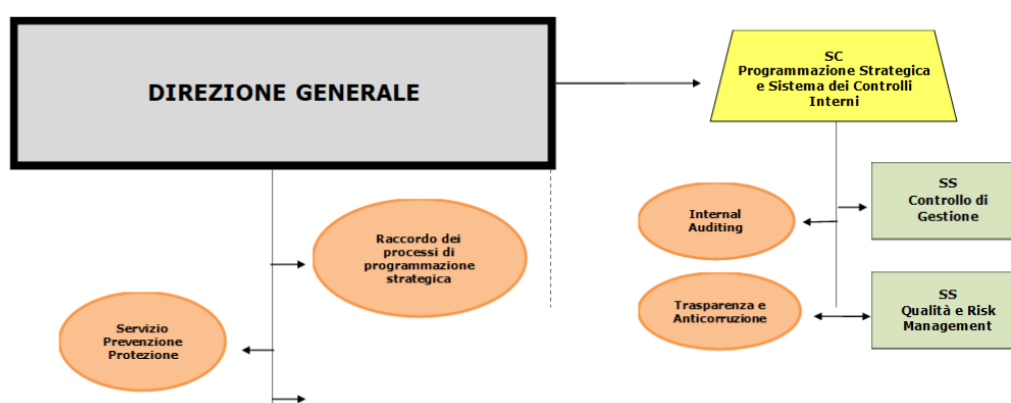 DIREZIONE GENERALE
SC
Programmazione Strategica
e Sistema dei Controlli
Interni
SS
Controllo di
Gestione
Internal
Auditing
Raccordo dei
processi di
programmazione
strategica
Trasparenza e
Anticorruzione
SS
Qualità e Risk
Management
Servizio
Prevenzione
Protezione